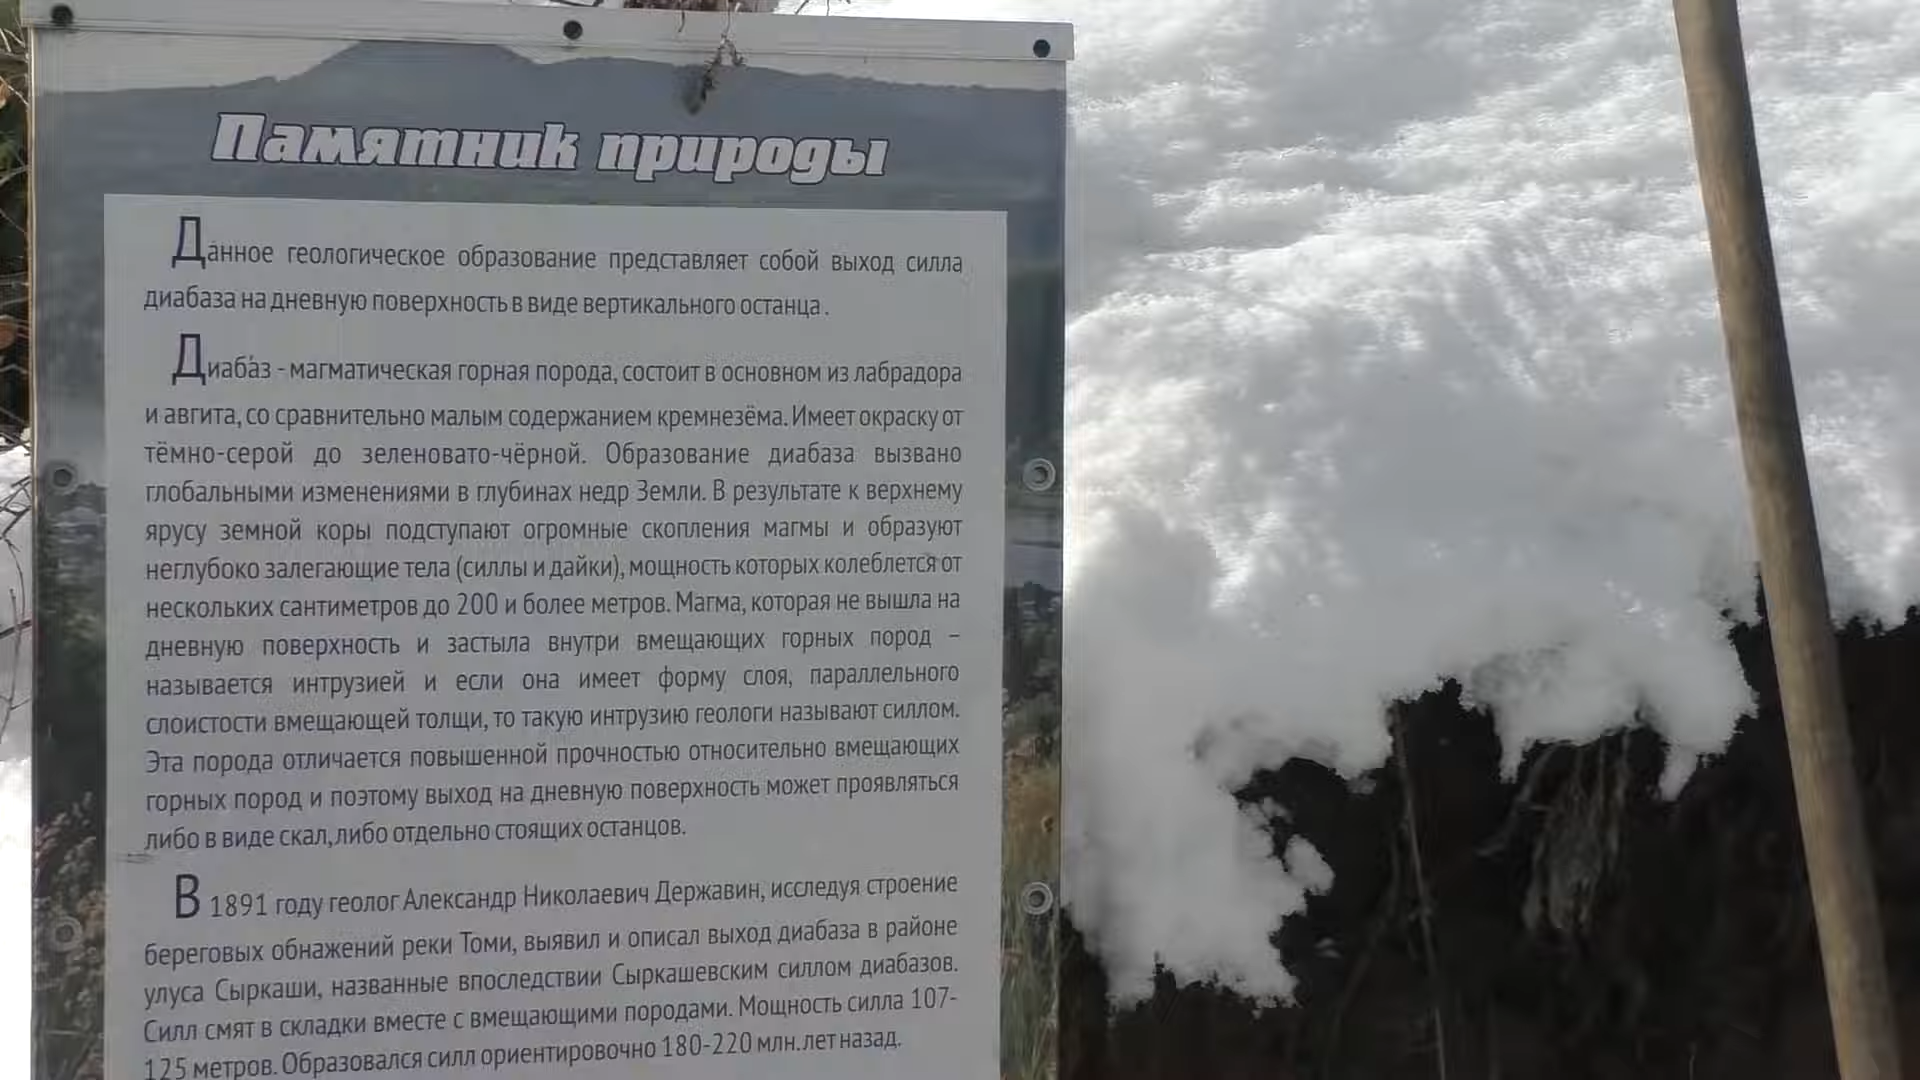 Памятник природы
Да́нное геологическое образование представляет собой выход силла
диабаза на дневную поверхность в виде вертикального останца.
Диаба́з - магматическая горная порода, состоит в основном из лабрадора
и авгита, со сравнительно малым содержанием кремнезёма. Имеет окраску от
тёмно-серой до зеленовато-чёрной. Образование диабаза вызвано
глобальными изменениями в глубинах недр Земли. В результате к верхнему
ярусу земной коры подступают огромные скопления магмы и образуют
неглубоко залегающие тела (силлы и дайки), мощность которых колеблется от
нескольких сантиметров до 200 и более метров. Магма, которая не вышла на
дневную поверхность и застыла внутри вмещающих горных пород –
называется интрузией и если она имеет форму слоя, параллельного
слоистости вмещающей толщи, то такую интрузию геологи называют силлом.
Эта порода отличается повышенной прочностью относительно вмещающих
горных пород и поэтому выход на дневную поверхность может проявляться
либо в виде скал, либо отдельно стоящих останцов.
В 1891 году геолог Александр Николаевич Державин, исследуя строение
береговых обнажений реки Томи, выявил и описал выход диабаза в районе
улуса Сыркаши, названные впоследствии Сыркашевским силлом диабазов.
Силл смят в складки вместе с вмещающими породами. Мощность силла 107-
125 метров. Образовался силл ориентировочно 180-220 млн. лет назад.